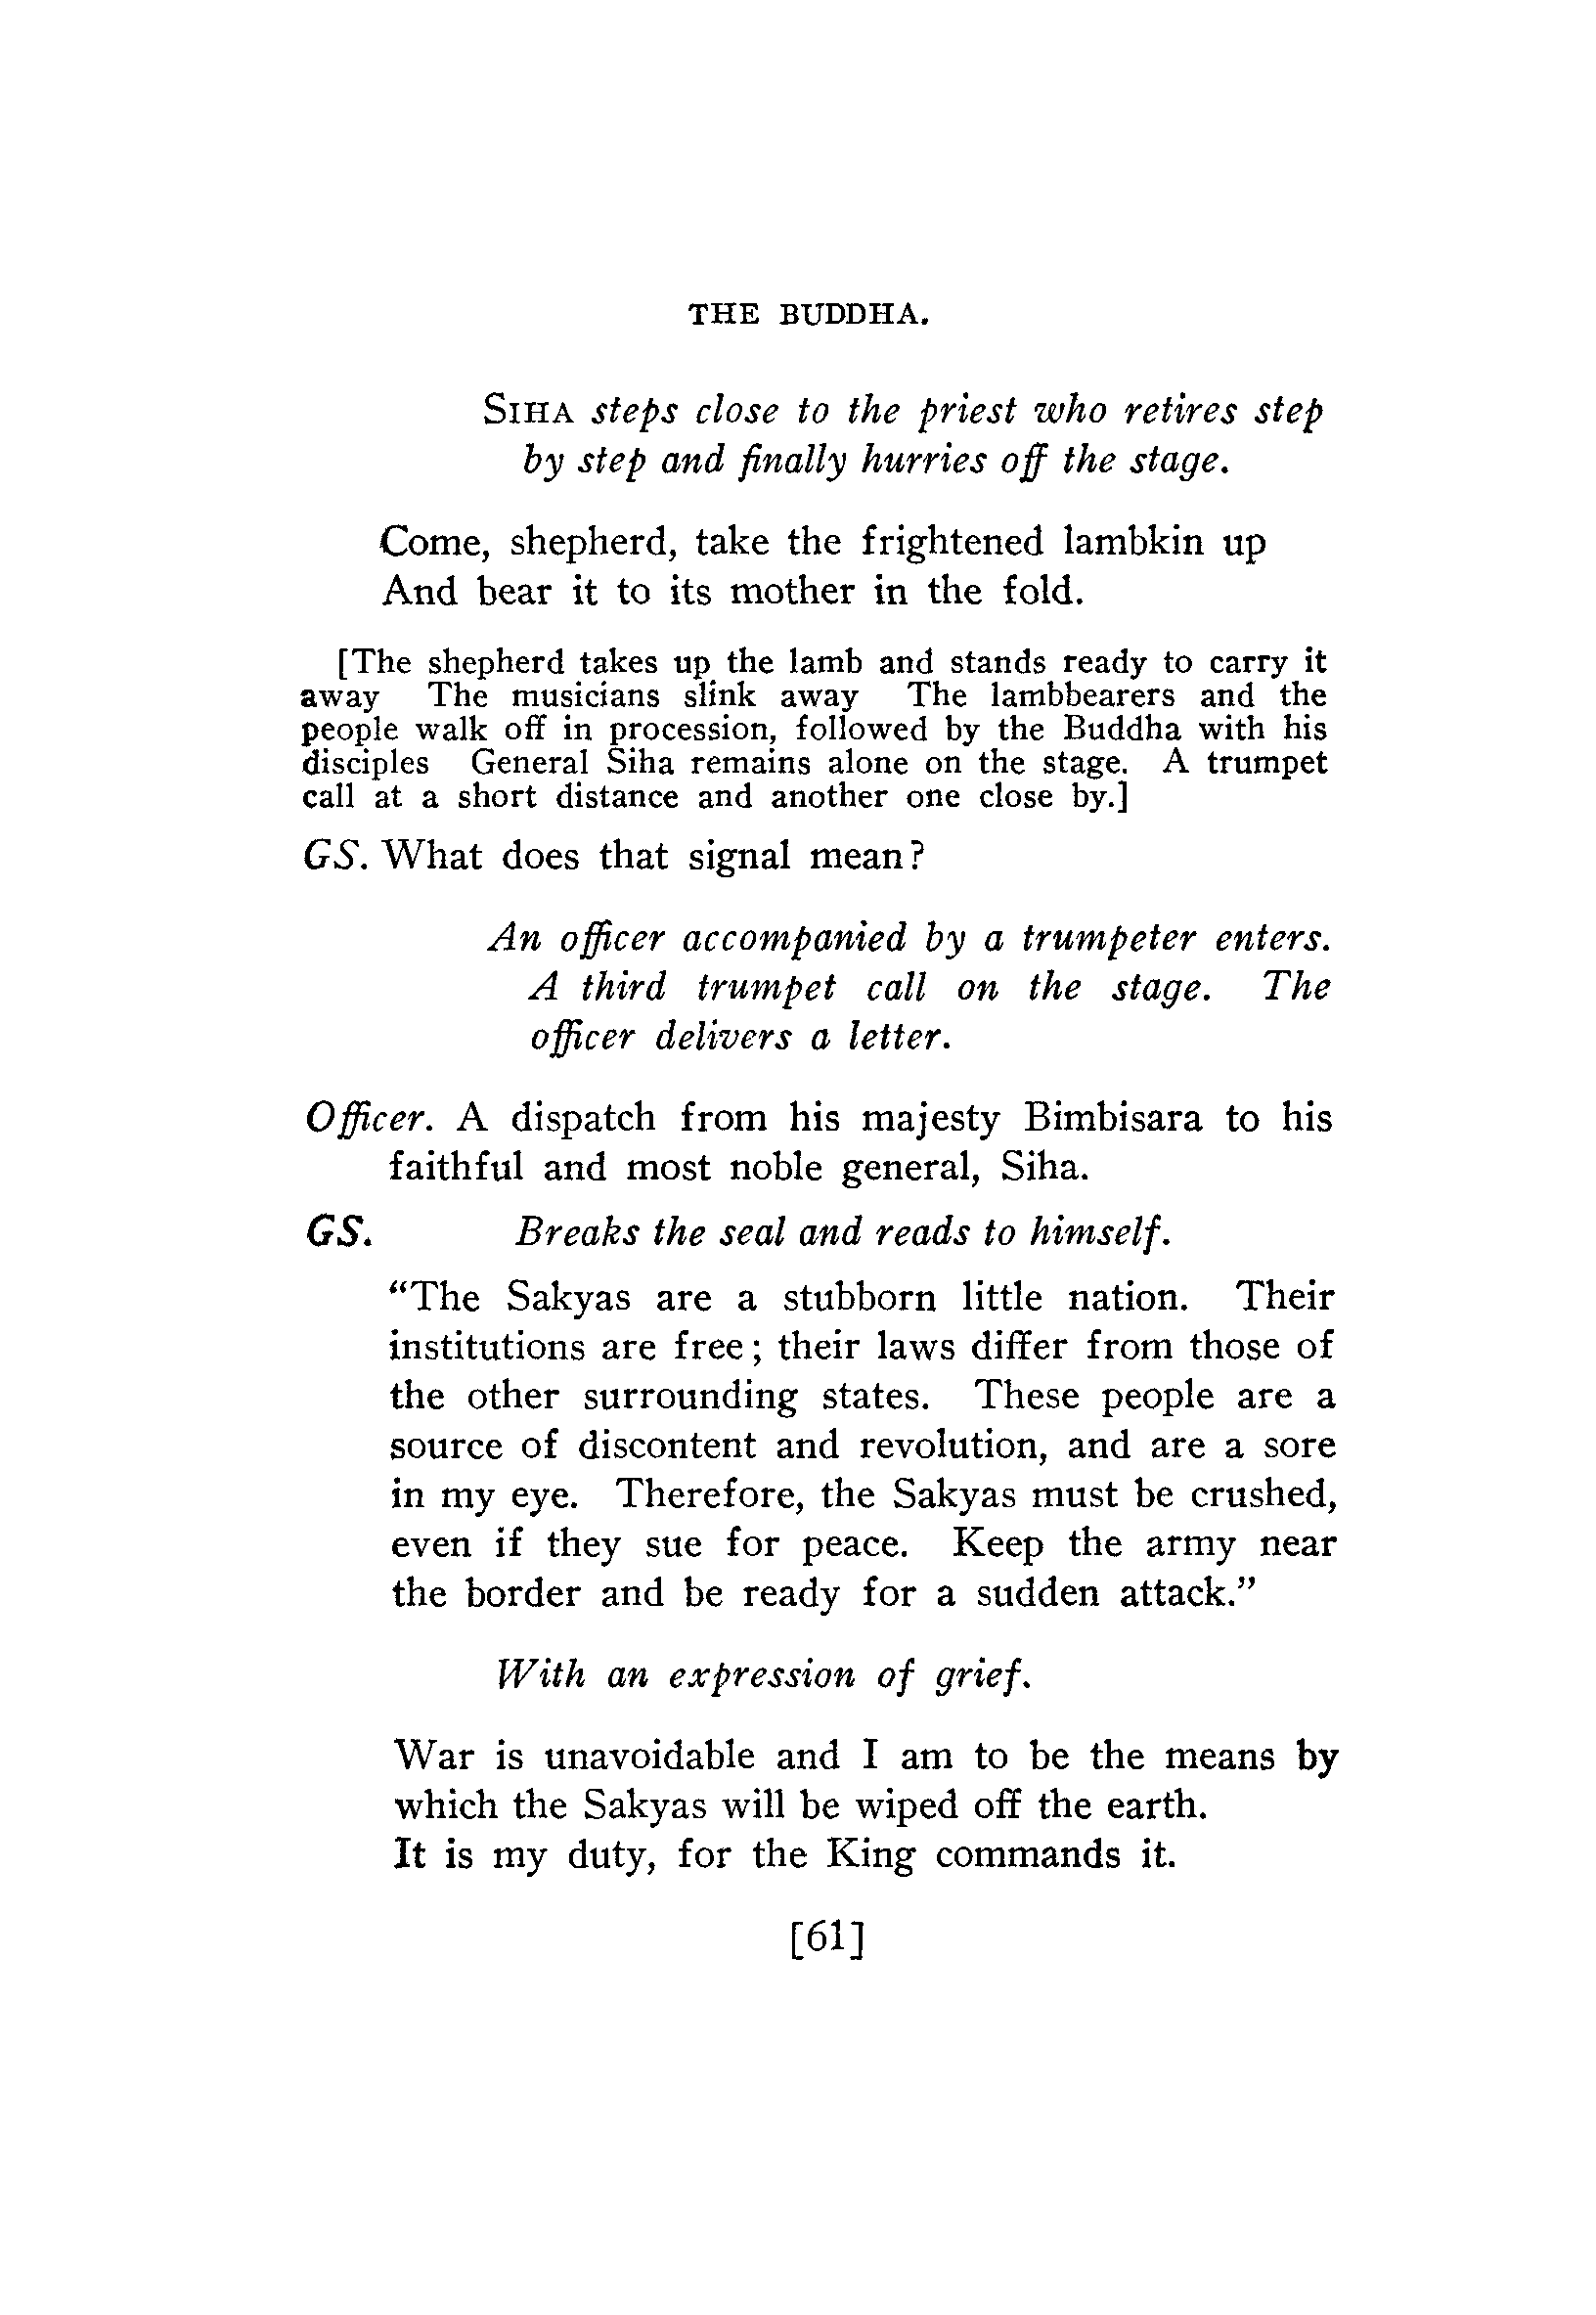 THE BUDDHA.
SIHA steps close to the priest who retires step
by step and finally hurries off the stage.
Come, shepherd, take the frightened lambkin up
And bear it to its mother in the fold.
[The shepherd takes up the lamb and stands ready to carry it
away The musicians slink away The lambbearers and the
people walk off in procession, followed by the Buddha with his
disciples General Siha remains alone on the stage. A trumpet
call at a short distance and another one close by.]
GS. What does that signal mean?
An officer accompanied by a trumpeter enters.
A third trumpet call on the stage. The
officer delivers a letter.
Officer. A dispatch from his majesty Bimbisara to his
faithful and most noble general, Siha.
GS. Breaks the seal and reads to himself.
“The Sakyas are a stubborn little nation. Their
institutions are free; their laws differ from those of
the other surrounding states. These people are a
source of discontent and revolution, and are a sore
in my eye. Therefore, the Sakyas must be crushed,
even if they sue for peace. Keep the army near
the border and be ready for a sudden attack.”
With an expression of grief.
War is unavoidable and I am to be the means by
which the Sakyas will be wiped off the earth.
It is my duty, for the King commands it.
[61]